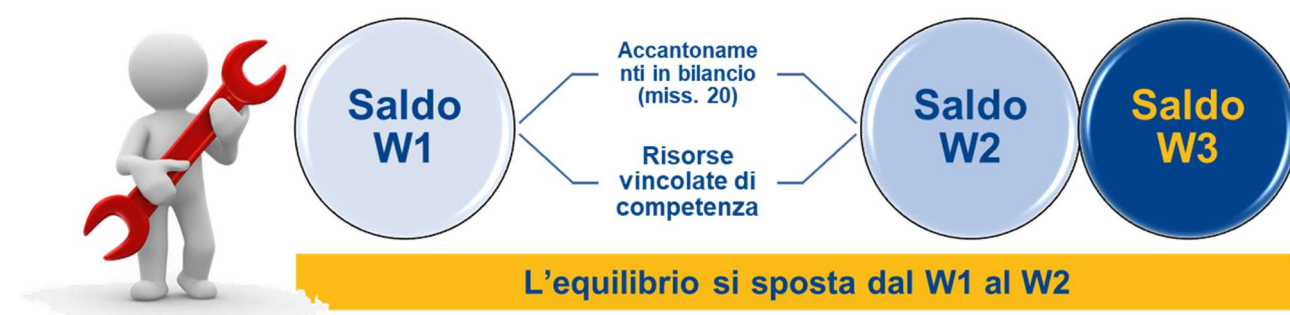 Saldo
W1
Accantoname
nti in bilancio
(miss. 20)
Risorse
vincolate di
competenza
Saldo
W2
Saldo
W3
L'equilibrio si sposta dal W1 al W2